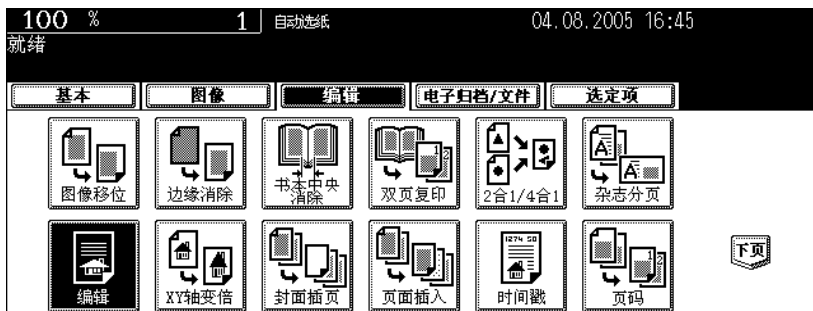 100 % 1 自动选纸 04.08.2005 16:45
就绪
基本 图像 编辑 电子归档/文件 选定项
图像移位 边缘消除 书本中央消除 双页复印 2合1/4合1 杂志分页
编辑 XY轴变倍 封面插页 页面插入 时间戳 页码
下页